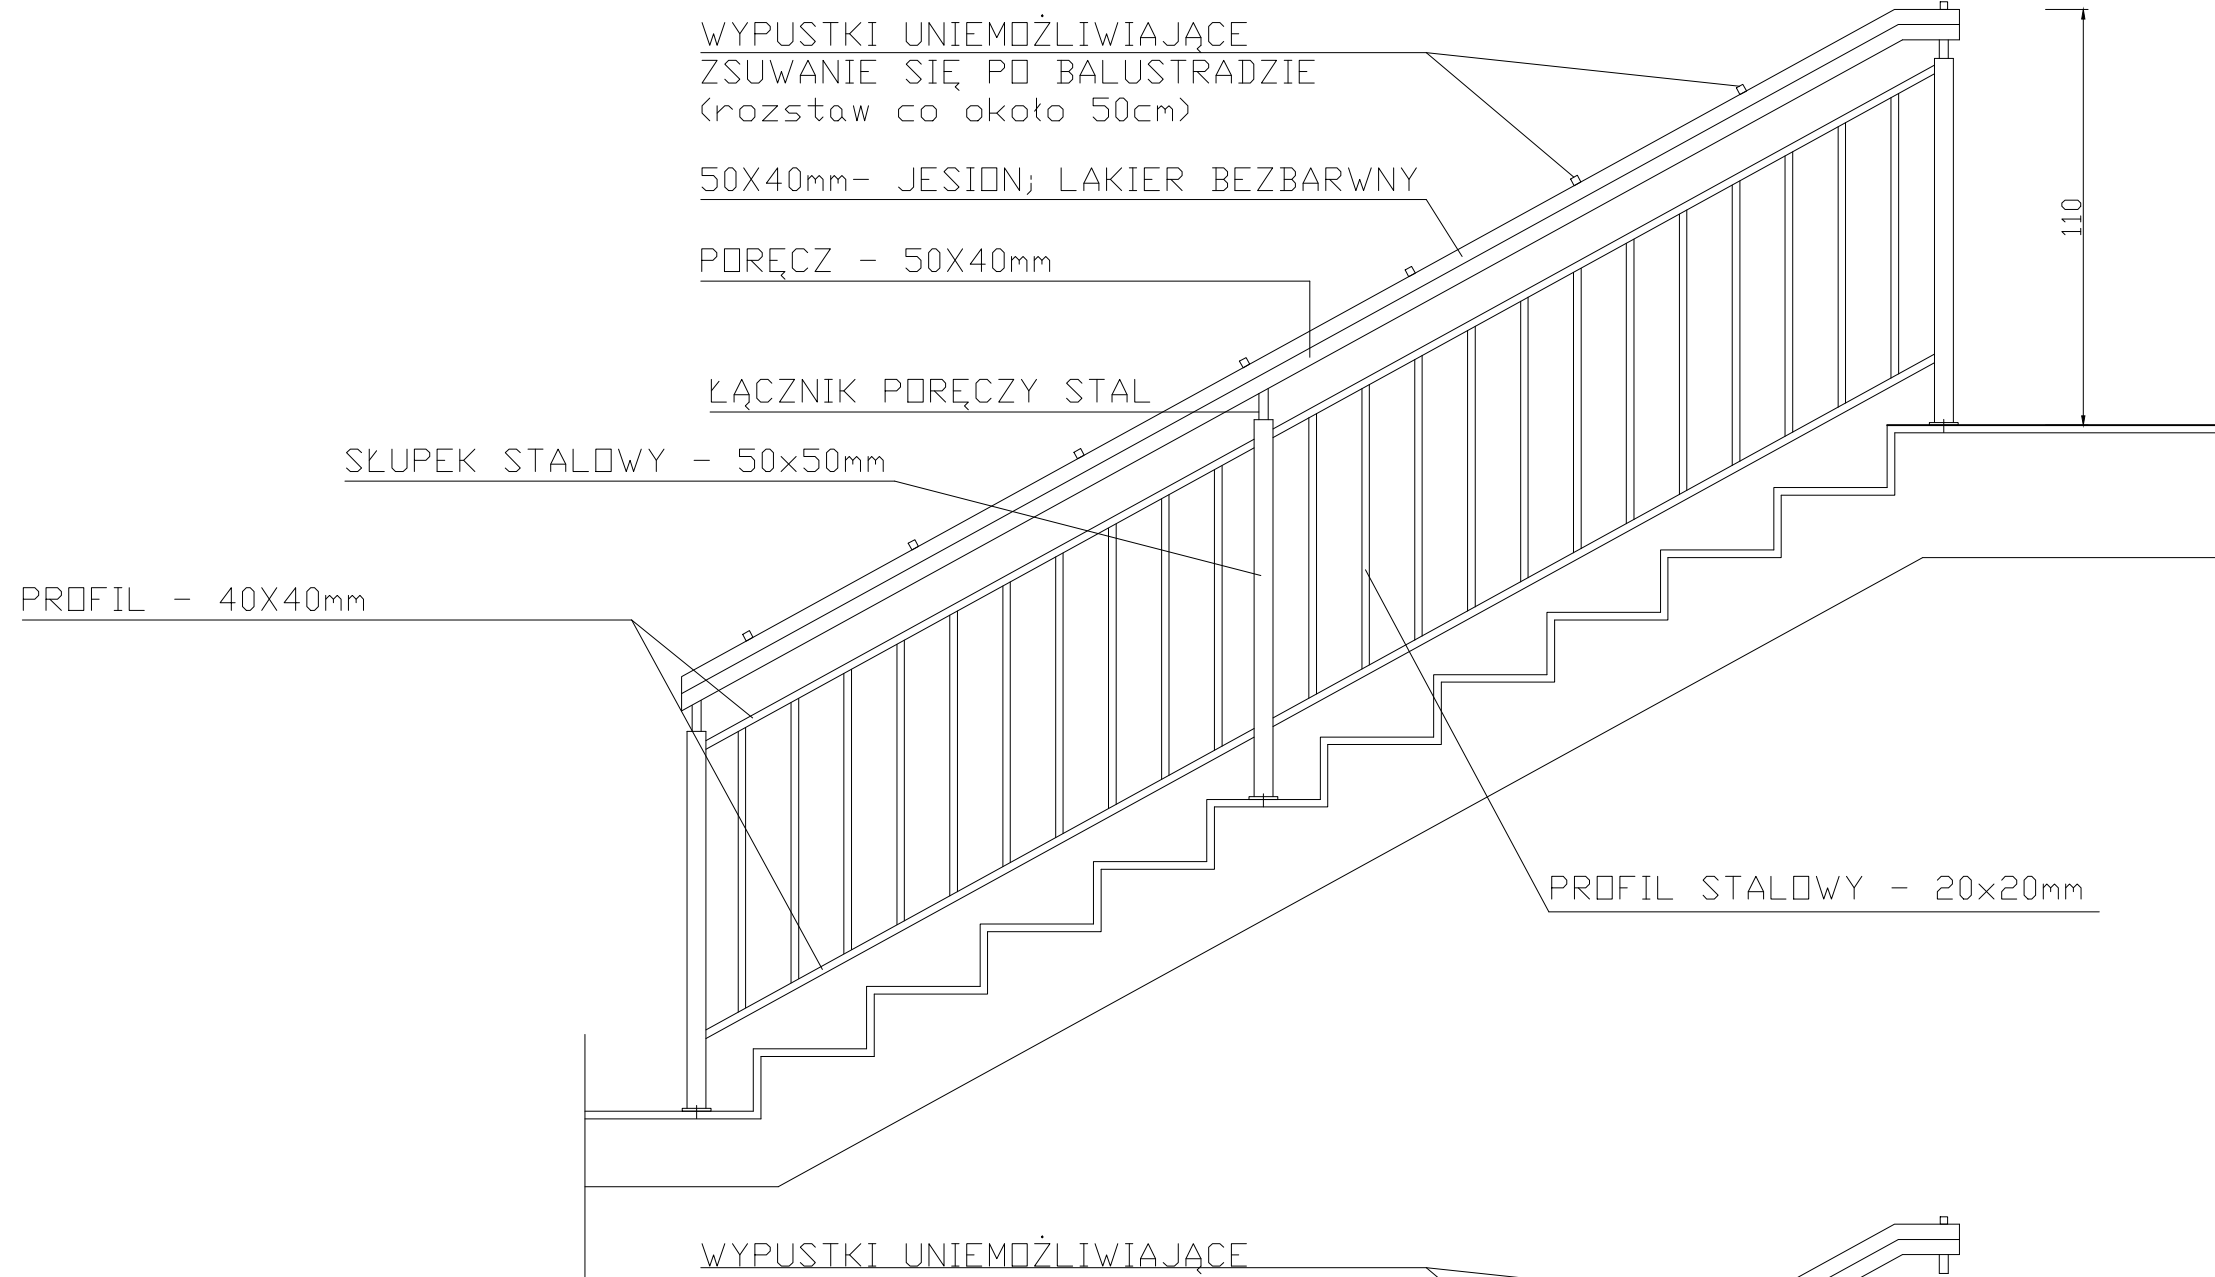 WYPUSTKI UNIEMOŻLIWIAJĄCE
ZSUWANIE SIĘ PO BALUSTRADZIE
(rozstaw co około 50cm)
50X40mm- JESION; LAKIER BEZBARWNY
110
PORĘCZ - 50X40mm
ŁĄCZNIK PORĘCZY STAL
SŁUPEK STALOWY - 50x50mm
PROFIL - 40X40mm
PROFIL STALOWY - 20x20mm
WYPUSTKI UNIEMOŻLIWIAJĄCE